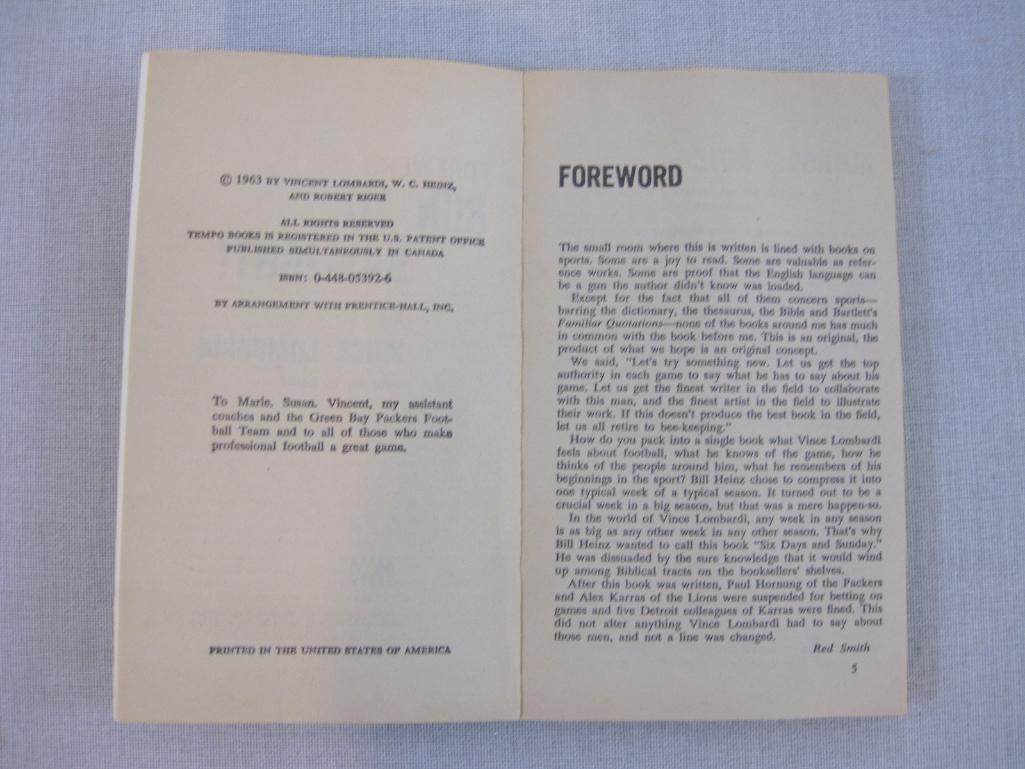 © 1963 BY VINCENT LOMBARDI, W. C. HEINZ,
AND ROBERT RIGER
ALL RIGHTS RESERVED
TEMPO BOOKS IS REGISTERED IN THE U.S. PATENT OFFICE
PUBLISHED SIMULTANEOUSLY IN CANADA
ISBN: 0-448-05392-6
BY ARRANGEMENT WITH PRENTICE-HALL, INC.
To Marie, Susan, Vincent, my assistant
coaches and the Green Bay Packers Foot-
ball Team and to all of those who make
professional football a great game.
PRINTED IN THE UNITED STATES OF AMERICA
FOREWORD
The small room where this is written is lined with books on
sports. Some are a joy to read. Some are valuable as refer-
ence works. Some are proof that the English language can
be a gun the author didn't know was loaded.
Except for the fact that all of them concern sports—
barring the dictionary, the thesaurus, the Bible and Bartlett's
Familiar Quotations—none of the books around me has much
in common with the book before me. This is an original, the
product of what we hope is an original concept.
We said, "Let's try something new. Let us get the top
authority in each game to say what he has to say about his
game. Let us get the finest writer in the field to collaborate
with this man, and the finest artist in the field to illustrate
their work. If this doesn't produce the best book in the field,
let us all retire to bee-keeping."
How do you pack into a single book what Vince Lombardi
feels about football, what he knows of the game, how he
thinks of the people around him, what he remembers of his
beginnings in the sport? Bill Heinz chose to compress it into
one typical week of a typical season. It turned out to be a
crucial week in a big season, but that was a mere happen-so.
In the world of Vince Lombardi, any week in any season
is as big as any other week in any other season. That's why
Bill Heinz wanted to call this book "Six Days and Sunday."
He was dissuaded by the sure knowledge that it would wind
up among Biblical tracts on the booksellers' shelves.
After this book was written, Paul Hornung of the Packers
and Alex Karras of the Lions were suspended for betting on
games and five Detroit colleagues of Karras were fined. This
did not alter anything Vince Lombardi had to say about
those men, and not a line was changed.
Red Smith
5